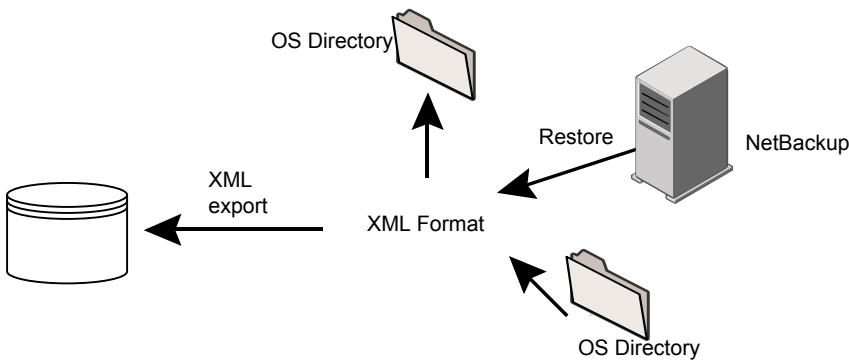 OS Directory
Restore
NetBackup
XML
export
XML Format
OS Directory